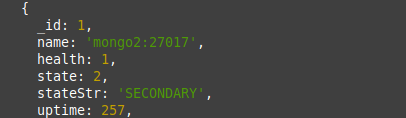 {
_id: 1,
name: 'mongo2:27017',
health: 1,
state: 2,
stateStr: 'SECONDARY',
uptime: 257,